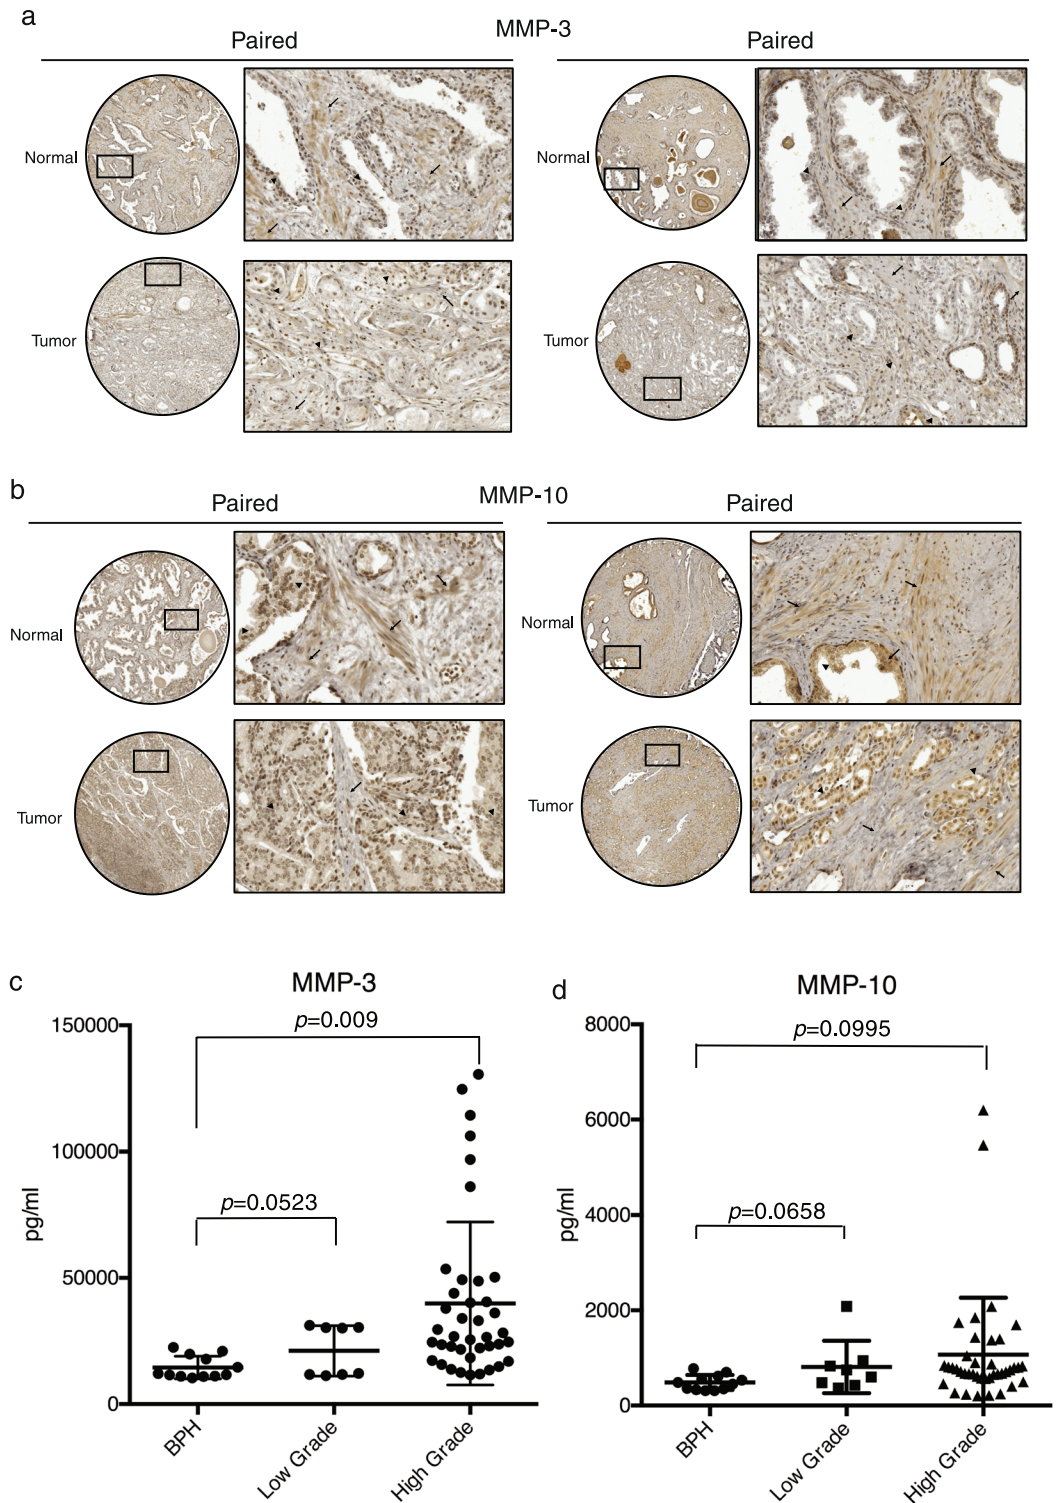 a
MMP-3
Paired
Paired
Normal
Normal
Tumor
Tumor
b
MMP-10
Paired
Paired
Normal
Normal
Tumor
Tumor
c
MMP-3
150000
p=0.009
100000
pg/ml
p=0.0523
50000
0
BPH
Low Grade
High Grade
d
MMP-10
8000
p=0.0995
6000
pg/ml
4000
p=0.0658
2000
0
BPH
Low Grade
High Grade